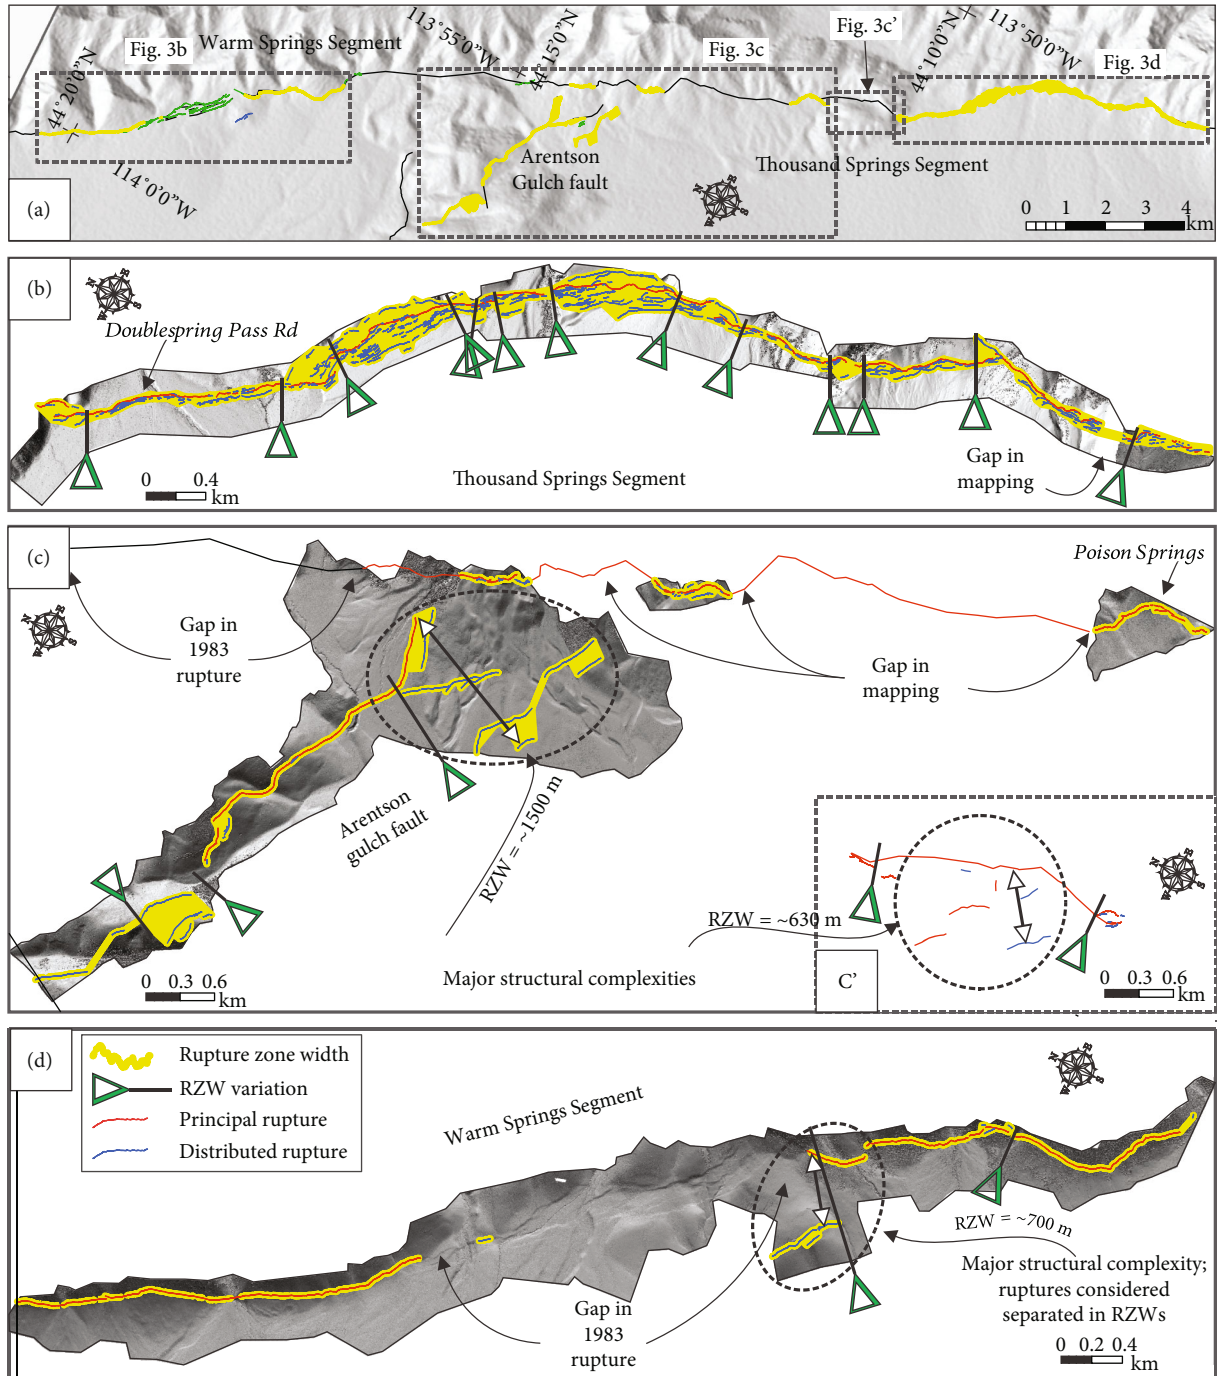 Fig. 3b
Warm Springs Segment
113°55'0"W
44°15'0"N
Fig. 3c
Fig. 3c'
44°10'0"N
113°50'0"W
Fig. 3d
44°20'0"N
114°0'0"W
Arentson
Gulch fault
Thousand Springs Segment
(a)
0 1 2 3 4
km
(b)
N E
W S
Doublespring Pass Rd
0 0.4
km
Thousand Springs Segment
Gap in
mapping
(c)
N E
W S
Gap in
1983
rupture
Poison Springs
Gap in
mapping
Arentson
gulch fault
RZW = ~1500 m
RZW = ~630 m
Major structural complexities
0 0.3 0.6
km
C'
N E
W S
0 0.3 0.6
km
(d)
Rupture zone width
RZW variation
Principal rupture
Distributed rupture
Warm Springs Segment
N E
W S
RZW = ~700 m
Major structural complexity;
ruptures considered
separated in RZWs
Gap in
1983
rupture
0 0.2 0.4
km